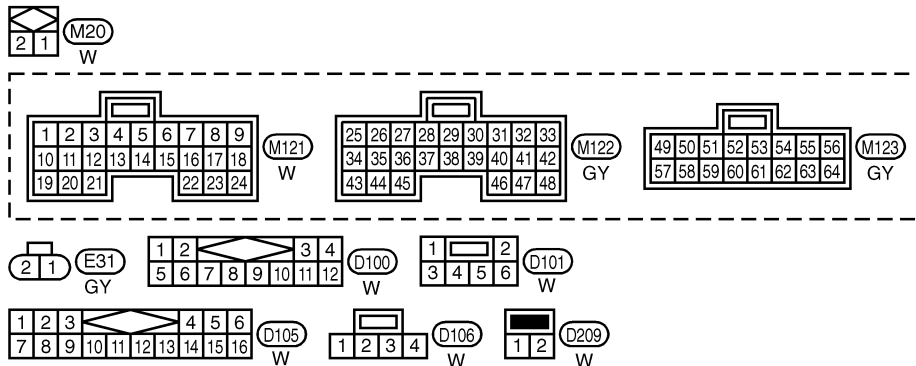 2 1 M20
W
1 2 3 4 5 6 7 8 9
10 11 12 13 14 15 16 17 18
19 20 21 22 23 24
M121
W
25 26 27 28 29 30 31 32 33
34 35 36 37 38 39 40 41 42
43 44 45 46 47 48
M122
GY
49 50 51 52 53 54 55 56
57 58 59 60 61 62 63 64
M123
GY
2 1 E31
GY
1 2 3 4
5 6 7 8 9 10 11 12
D100
W
1 2
3 4 5 6
D101
W
1 2 3 4 5 6
7 8 9 10 11 12 13 14 15 16
D105
W
1 2 3 4
D106
W
1 2
D209
W